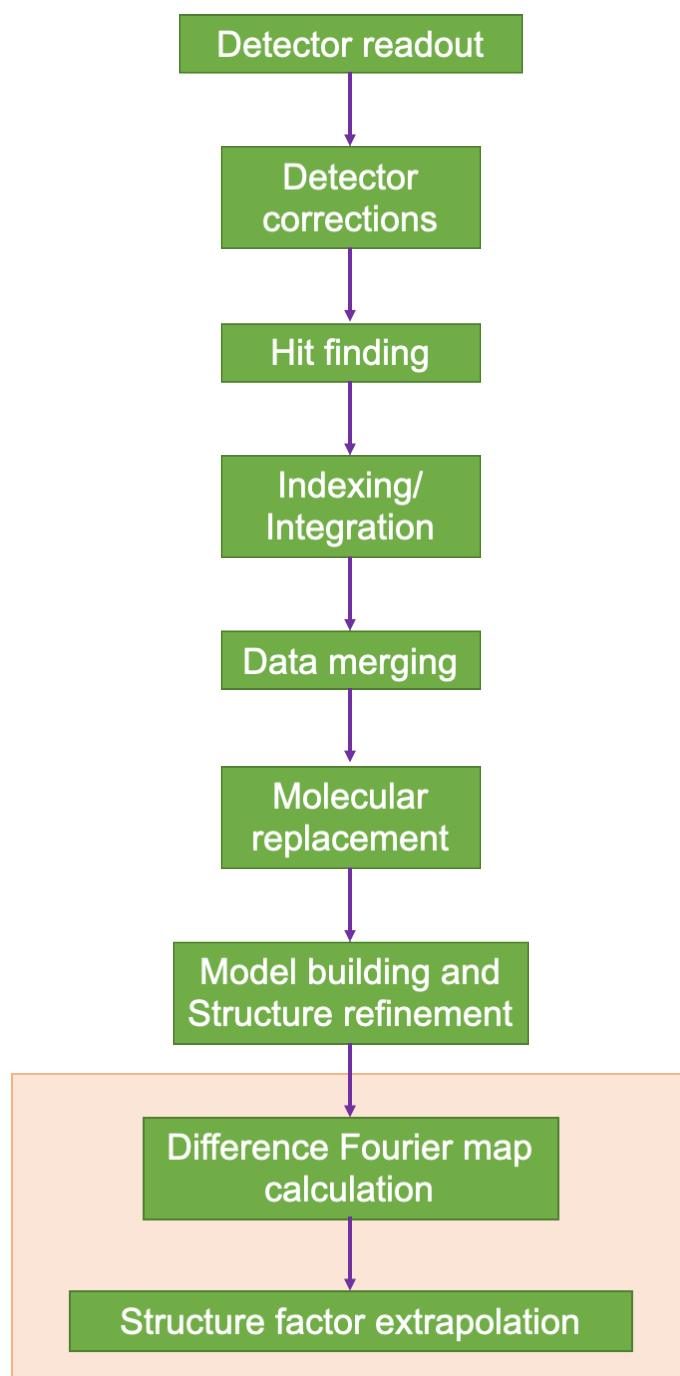 Detector readout
Detector
corrections
Hit finding
Indexing/
Integration
Data merging
Molecular
replacement
Model building and
Structure refinement
Difference Fourier map
calculation
Structure factor extrapolation